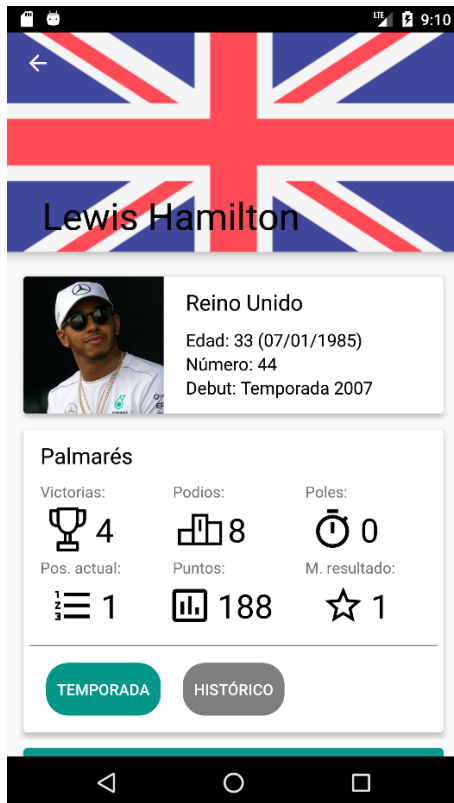 LTE 9:10
Lewis Hamilton
Reino Unido
Edad: 33 (07/01/1985)
Número: 44
Debut: Temporada 2007
Palmarés
Victorias: Podios: Poles:
4 8 0
Pos. actual: Puntos: M. resultado:
1 188 1
TEMPORADA HISTÓRICO